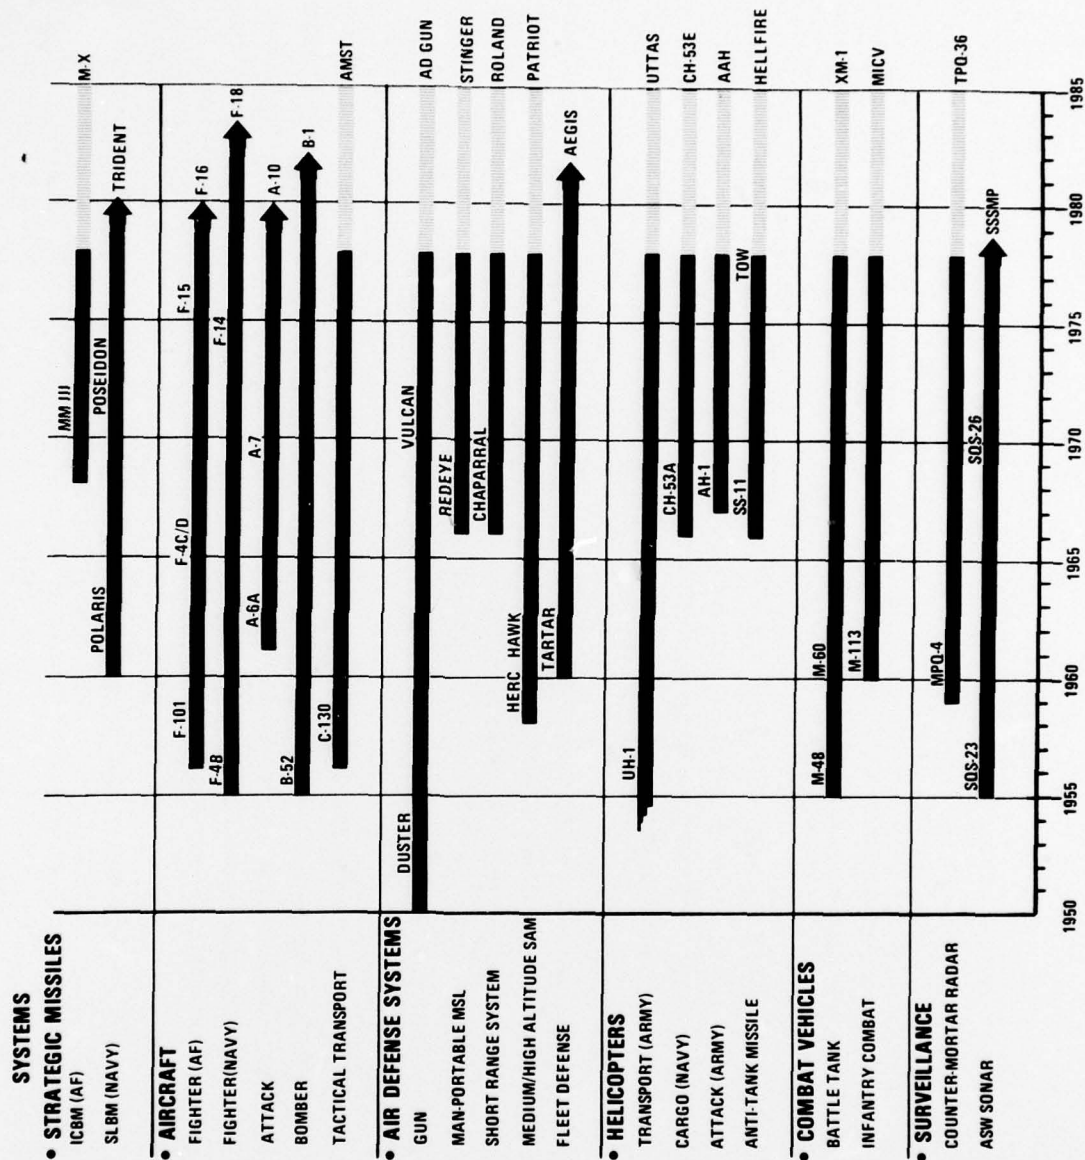 SYSTEMS
• STRATEGIC MISSILES
ICBM (AF) MM III M-X
SLBM (NAVY) POLARIS POSEIDON TRIDENT
• AIRCRAFT
FIGHTER (AF) F-101 F-4C/D F-15 F-16
FIGHTER(NAVY) F-4B F-14 F-18
ATTACK A-6A A-7 A-10
BOMBER B-52 B-1
TACTICAL TRANSPORT C-130 AMST
• AIR DEFENSE SYSTEMS
GUN DUSTER VULCAN AD GUN
MAN-PORTABLE MSL REDEYE STINGER
SHORT RANGE SYSTEM CHAPARRAL ROLAND
MEDIUM/HIGH ALTITUDE SAM HERC HAWK PATRIOT
FLEET DEFENSE TARTAR AEGIS
• HELICOPTERS
TRANSPORT (ARMY) UH-1 UTTAS
CARGO (NAVY) CH-53A CH-53E
ATTACK (ARMY) AH-1 AAH
ANTI-TANK MISSILE SS-11 TOW HELLFIRE
• COMBAT VEHICLES
BATTLE TANK M-48 M-60 XM-1
INFANTRY COMBAT M-113 MICV
• SURVEILLANCE
COUNTER-MORTAR RADAR MPQ-4 TPQ-36
ASW SONAR SQS-23 SQS-26 SSSMP
1950 1955 1960 1965 1970 1975 1980 1985